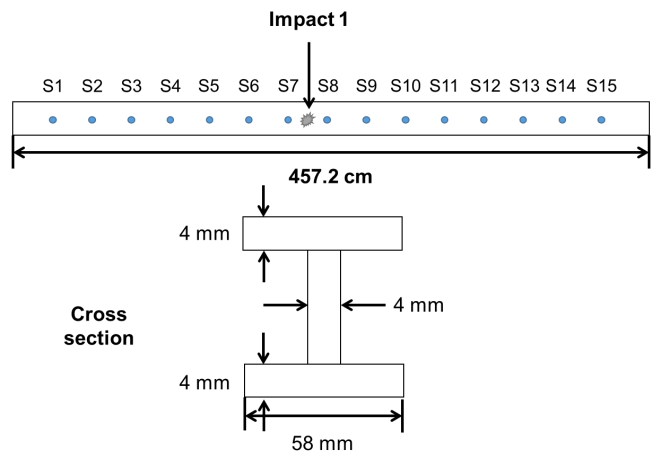 Impact 1
S1 S2 S3 S4 S5 S6 S7 S8 S9 S10 S11 S12 S13 S14 S15
457.2 cm
4 mm
4 mm
Cross
section
4 mm
58 mm